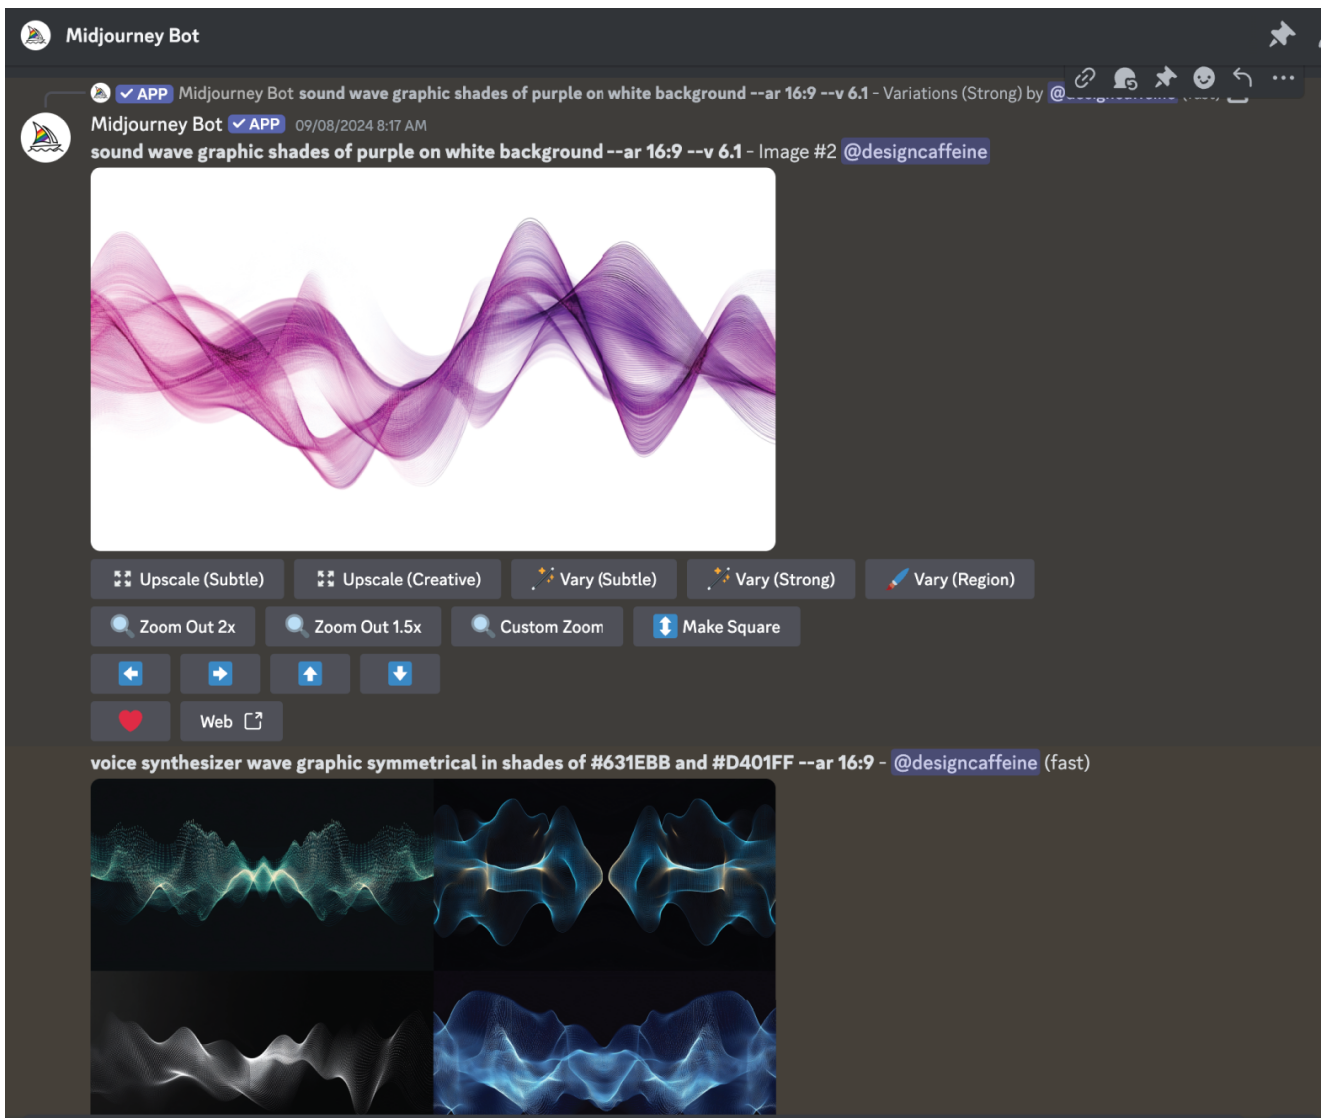 Midjourney Bot
APP Midjourney Bot sound wave graphic shades of purple on white background --ar 16:9 --v 6.1 - Variations (Strong) by
Midjourney Bot APP 09/08/2024 8:17 AM
sound wave graphic shades of purple on white background --ar 16:9 --v 6.1 - Image #2 @designcaffeine
Upscale (Subtle) Upscale (Creative) Vary (Subtle) Vary (Strong) Vary (Region)
Zoom Out 2x Zoom Out 1.5x Custom Zoom Make Square
Web
voice synthesizer wave graphic symmetrical in shades of #631EBB and #D401FF --ar 16:9 - @designcaffeine (fast)